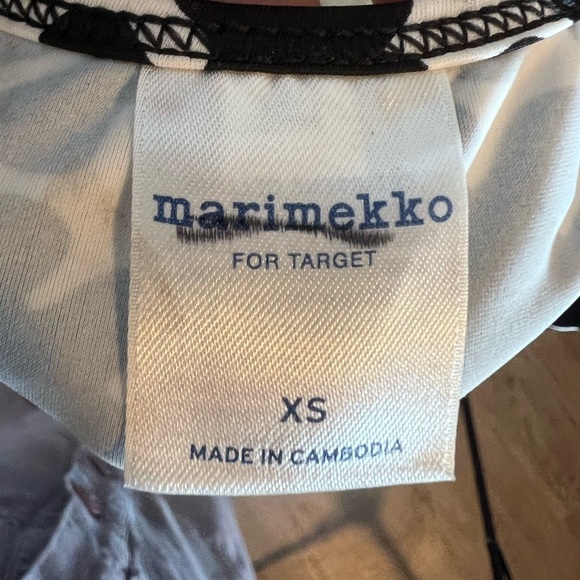 marimekko
FOR TARGET
XS
MADE IN CAMBODIA